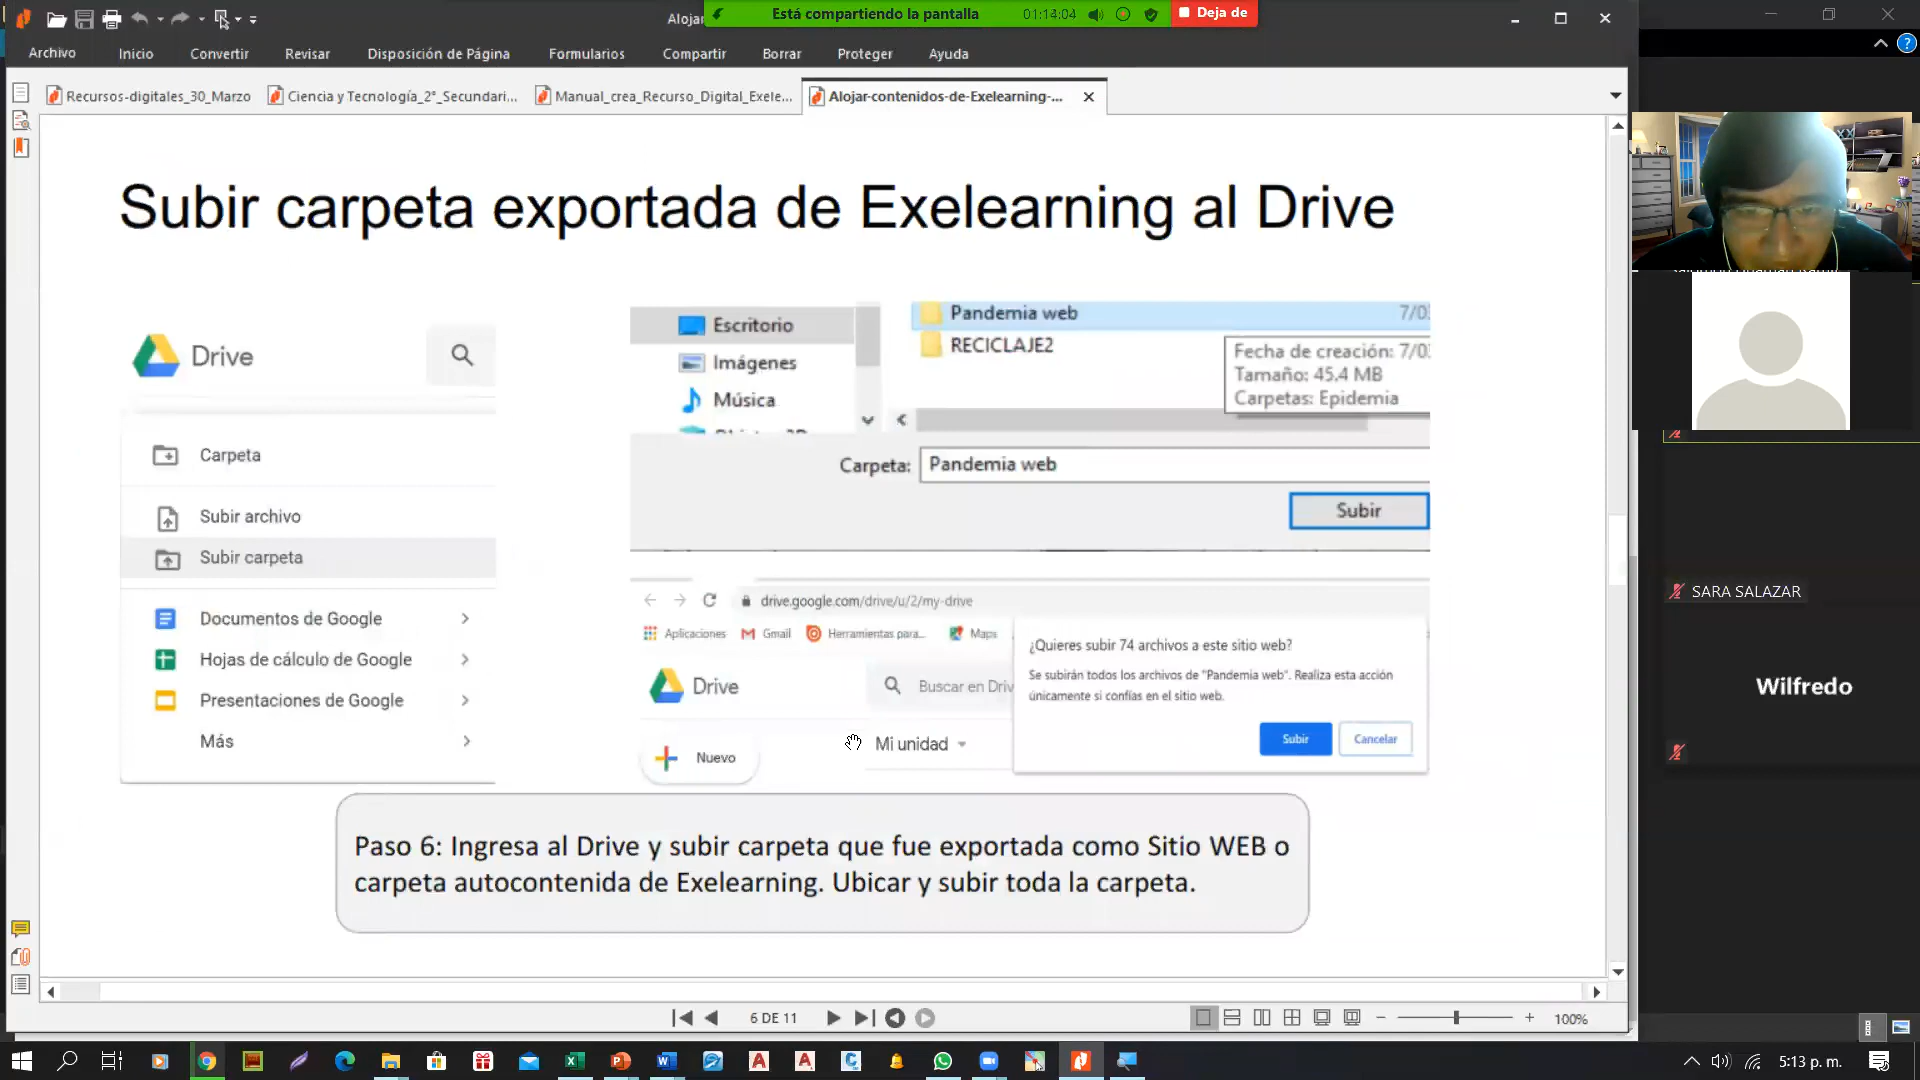 Alojar
Está compartiendo la pantalla
01:14:04
Deja de
Archivo
Inicio
Convertir
Revisar
Disposición de Página
Formularios
Compartir
Borrar
Proteger
Ayuda
Recursos-digitales_30_Marzo
Ciencia y Tecnología_2°_Secundari...
Manual_crea_Recurso_Digital_Exele...
Alojar-contenidos-de-Exelearning-...
Subir carpeta exportada de Exelearning al Drive
Drive
Carpeta
Subir archivo
Subir carpeta
Documentos de Google
Hojas de cálculo de Google
Presentaciones de Google
Más
Escritorio
Imágenes
Música
Pandemia web
7/0
RECICLAJE2
Fecha de creación: 7/0
Tamaño: 45.4 MB
Carpetas: Epidemia
Carpeta:
Pandemia web
Subir
drive.google.com/drive/u/2/my-drive
Aplicaciones
Gmail
Herramientas para...
Maps
Drive
Buscar en Driv
Nuevo
Mi unidad
¿Quieres subir 74 archivos a este sitio web?
Se subirán todos los archivos de "Pandemia web". Realiza esta acción
únicamente si confías en el sitio web.
Subir
Cancelar
Paso 6: Ingresa al Drive y subir carpeta que fue exportada como Sitio WEB o
carpeta autocontenida de Exelearning. Ubicar y subir toda la carpeta.
6 DE 11
100%
SARA SALAZAR
Wilfredo
5:13 p. m.